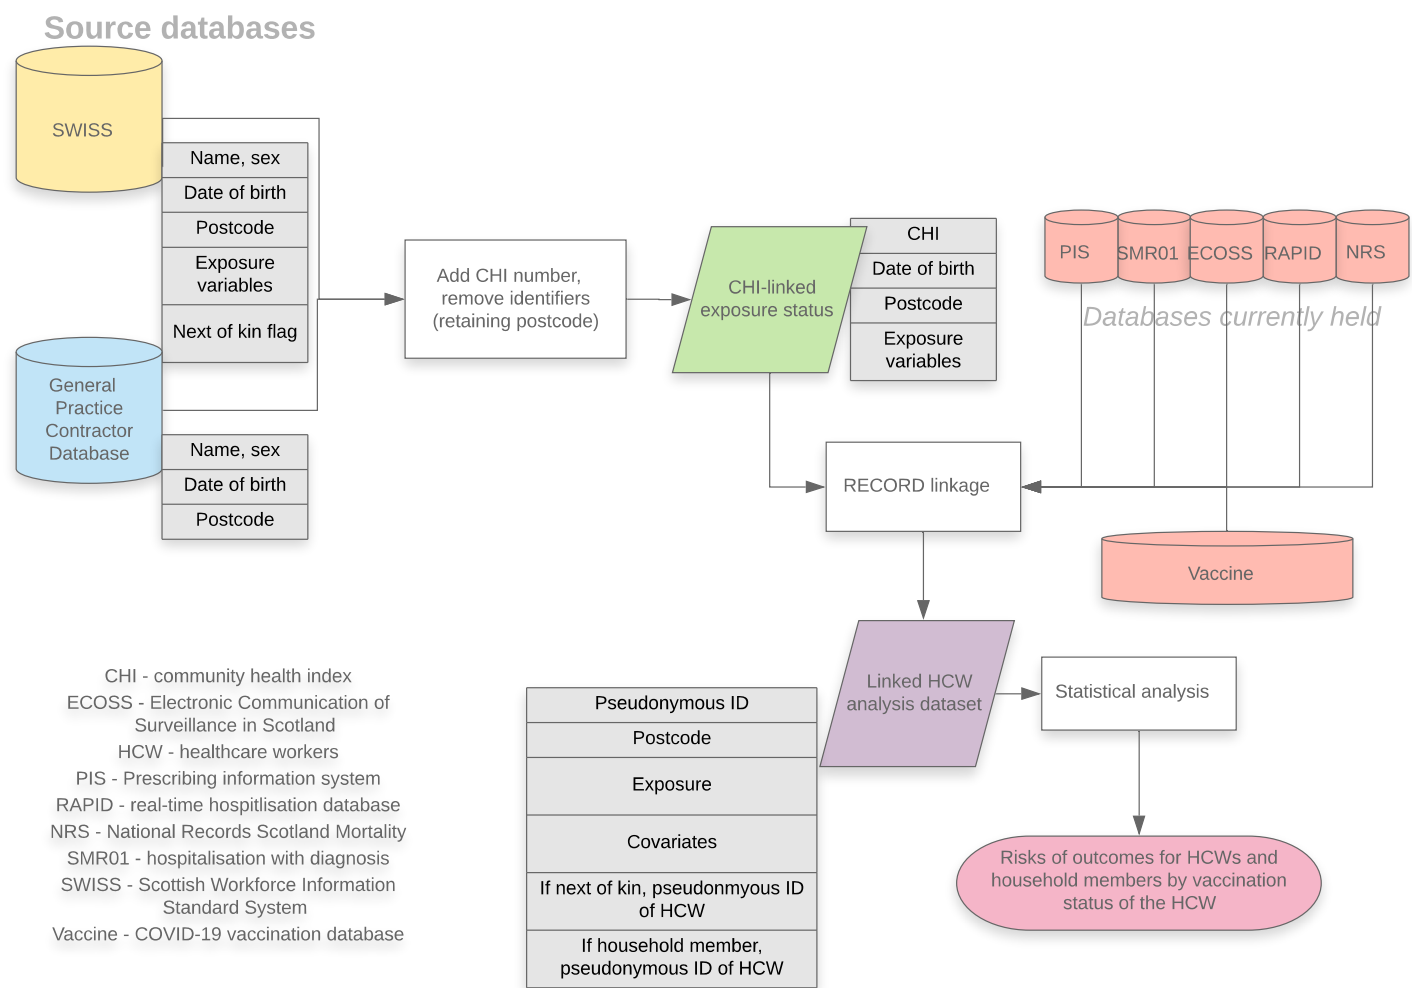 Source databases
SWISS
Name, sex
Date of birth
Postcode
Exposure
variables
Next of kin flag
General
Practice
Contractor
Database
Name, sex
Date of birth
Postcode
Add CHI number,
remove identifiers
(retaining postcode)
CHI-linked
exposure status
CHI
Date of birth
Postcode
Exposure
variables
PIS
SMR01
ECOSS
RAPID
NRS
Databases currently held
RECORD linkage
Vaccine
Linked HCW
analysis dataset
Statistical analysis
Pseudonymous ID
Postcode
Exposure
Covariates
If next of kin, pseudonmyous ID
of HCW
If household member,
pseudonymous ID of HCW
Risks of outcomes for HCWs and
household members by vaccination
status of the HCW
CHI - community health index
ECOSS - Electronic Communication of
Surveillance in Scotland
HCW - healthcare workers
PIS - Prescribing information system
RAPID - real-time hospitlisation database
NRS - National Records Scotland Mortality
SMR01 - hospitalisation with diagnosis
SWISS - Scottish Workforce Information
Standard System
Vaccine - COVID-19 vaccination database